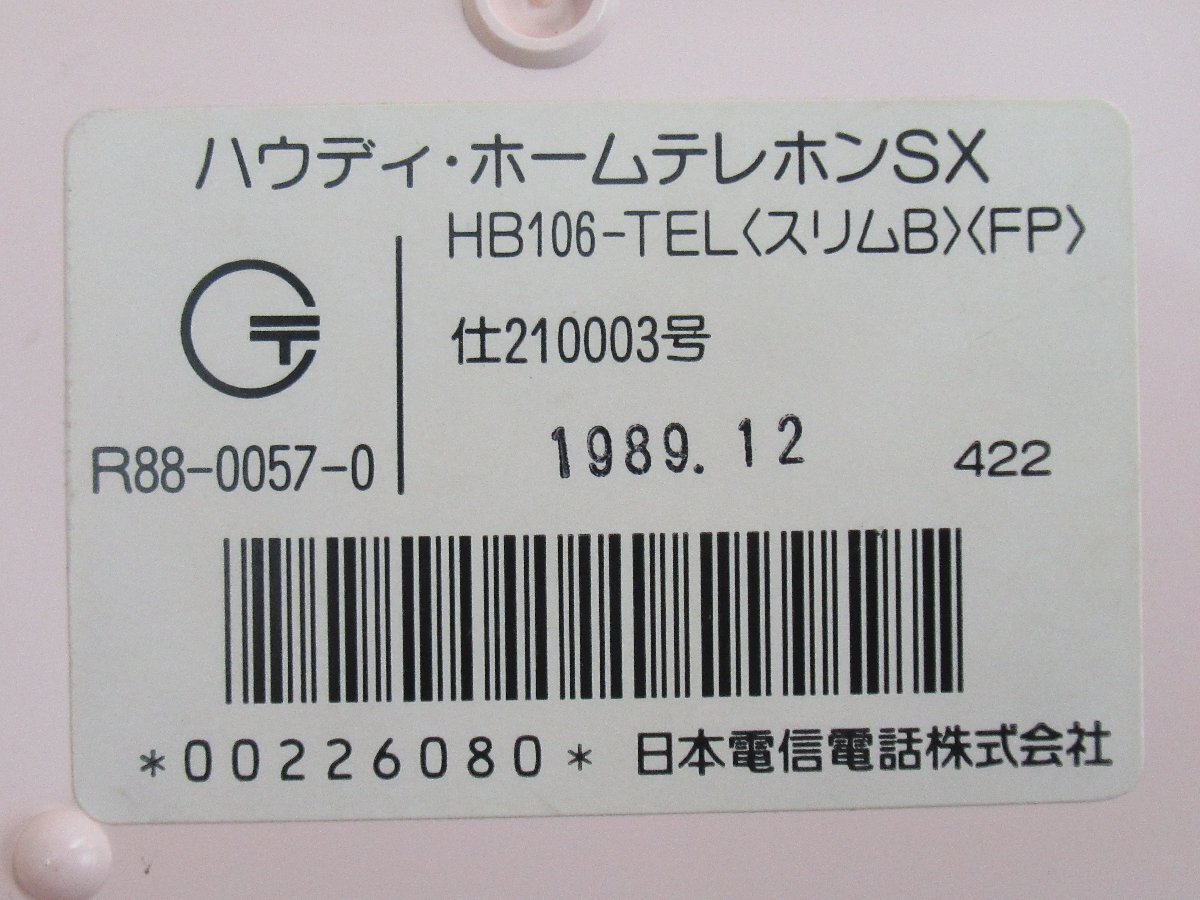 ハウディ・ホームテレホンSX
HB106-TEL〈スリムB〉〈FP〉
仕210003号
R88-0057-0
1989.12 422
*00226080* 日本電信電話株式会社